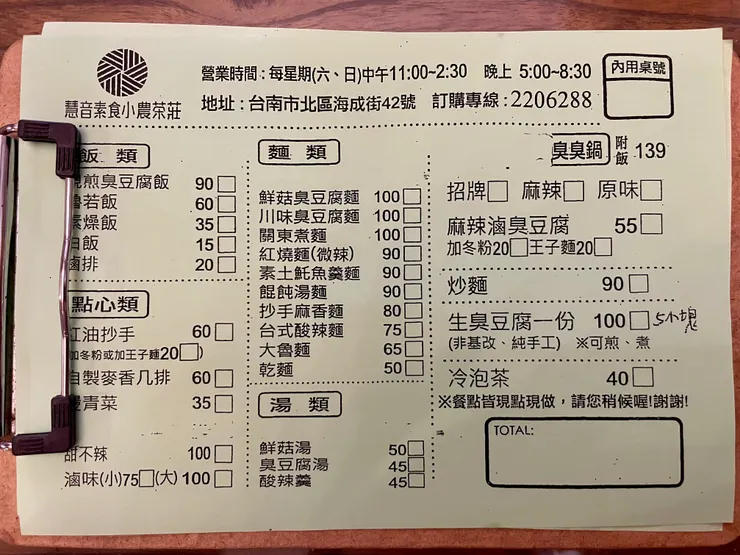 慧音素食小農茶莊
營業時間:每星期(六、日)中午11:00~2:30 晚上 5:00~8:30
地址:台南市北區海成街42號 訂購專線:2206288
內用桌號
飯 類
煎臭臭豆腐飯 90
若飯 60
燥飯 35
飯 15
滷排 20
點心類
紅油抄手 60
加冬粉或加王子麵20
自製麥香几排 60
燙青菜 35
甜不辣 100
滷味(小)75 (大) 100
麵 類
鮮菇臭豆腐麵 100
川味臭豆腐麵 100
關東煮麵 100
紅燒麵(微辣) 90
素土魠魚羹麵 90
餛飩湯麵 90
抄手麻香麵 80
台式酸辣麵 75
大魯麵 65
乾麵 50
湯 類
鮮菇湯 50
臭豆腐湯 45
酸辣羹 45
臭臭鍋 附飯 139
招牌 麻辣 原味
麻辣滷臭豆腐 55
加冬粉20 王子麵20
炒麵 90
生臭豆腐一份 100 5小塊
(非基改、純手工) ※可煎、煮
冷泡茶 40
※餐點皆現點現做,請您稍候喔!謝謝!
TOTAL: